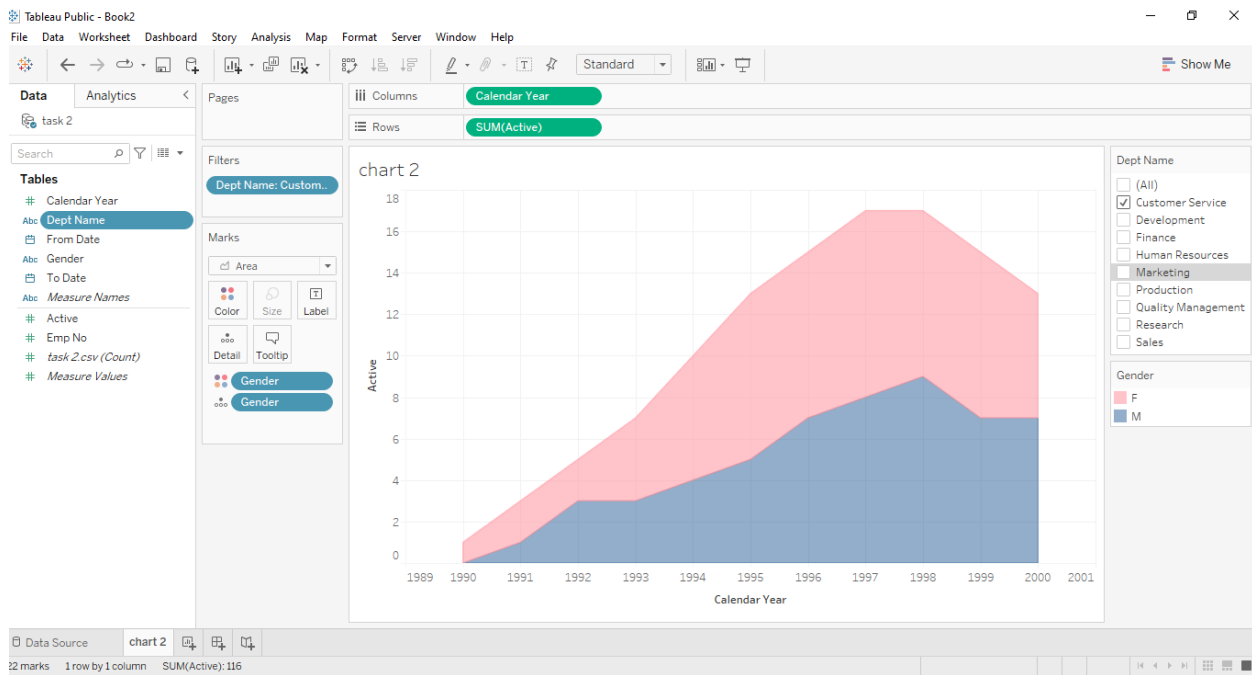 Tableau Public - Book2
File Data Worksheet Dashboard Story Analysis Map Format Server Window Help
Standard
Show Me
Data Analytics
task 2
Search
Tables
# Calendar Year
Abc Dept Name
From Date
Abc Gender
To Date
Abc Measure Names
# Active
# Emp No
# task 2.csv (Count)
# Measure Values
Pages
Filters
Dept Name: Custom..
Marks
Area
Color Size Label
Detail Tooltip
Gender
Gender
Columns Calendar Year
Rows SUM(Active)
chart 2
18
16
14
12
10
8
6
4
2
0
Active
1989 1990 1991 1992 1993 1994 1995 1996 1997 1998 1999 2000 2001
Calendar Year
Dept Name
(All)
Customer Service
Development
Finance
Human Resources
Marketing
Production
Quality Management
Research
Sales
Gender
F
M
Data Source chart 2
22 marks 1 row by 1 column SUM(Active): 116